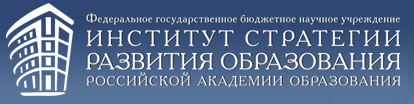 Федеральное государственное бюджетное научное учреждение
ИНСТИТУТ СТРАТЕГИИ
РАЗВИТИЯ ОБРАЗОВАНИЯ
РОССИЙСКОЙ АКАДЕМИИ ОБРАЗОВАНИЯ